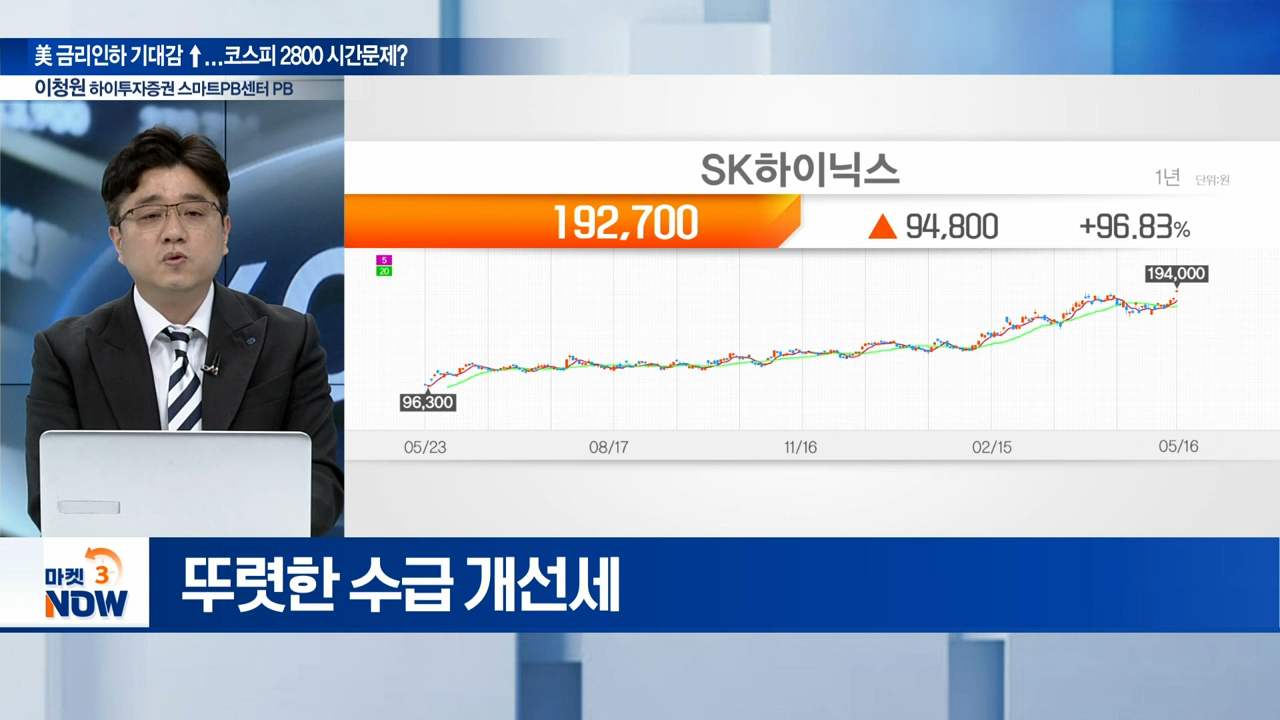 美 금리인하 기대감↑…코스피 2800 시간문제?
이청원 하이투자증권 스마트PB센터 PB
SK하이닉스
1년 단위:원
192,700 ▲ 94,800 +96.83%
5
20
194,000
96,300
05/23 08/17 11/16 02/15 05/16
마켓 3
NOW
뚜렷한 수급 개선세